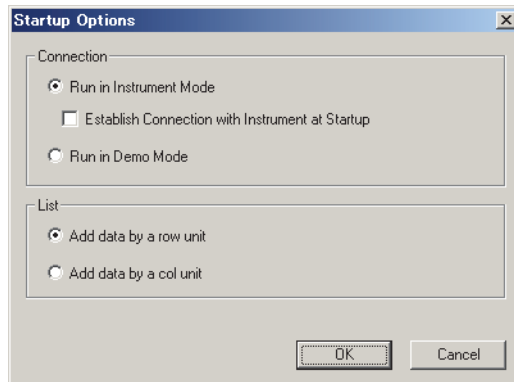 Startup Options
Connection
Run in Instrument Mode
Establish Connection with Instrument at Startup
Run in Demo Mode
List
Add data by a row unit
Add data by a col unit
OK Cancel